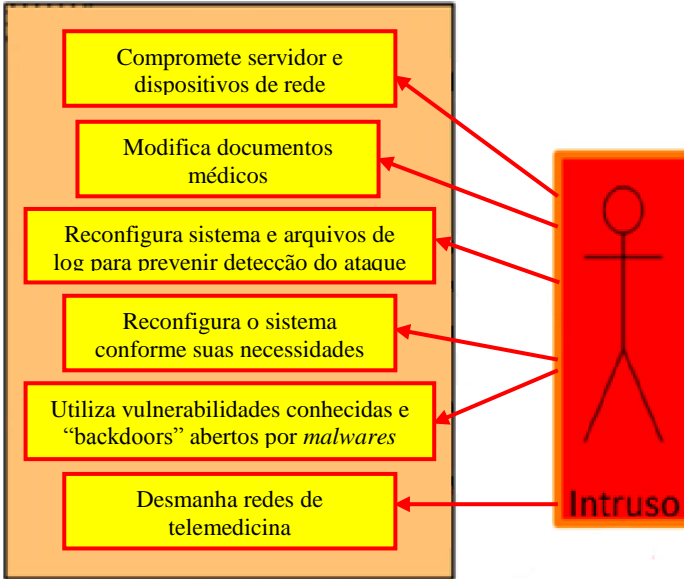 Compromete servidor e
dispositivos de rede
Modifica documentos
médicos
Reconfigura sistema e arquivos de
log para prevenir detecção do ataque
Reconfigura o sistema
conforme suas necessidades
Utiliza vulnerabilidades conhecidas e
“backdoors” abertos por malwares
Desmanha redes de
telemedicina
Intruso